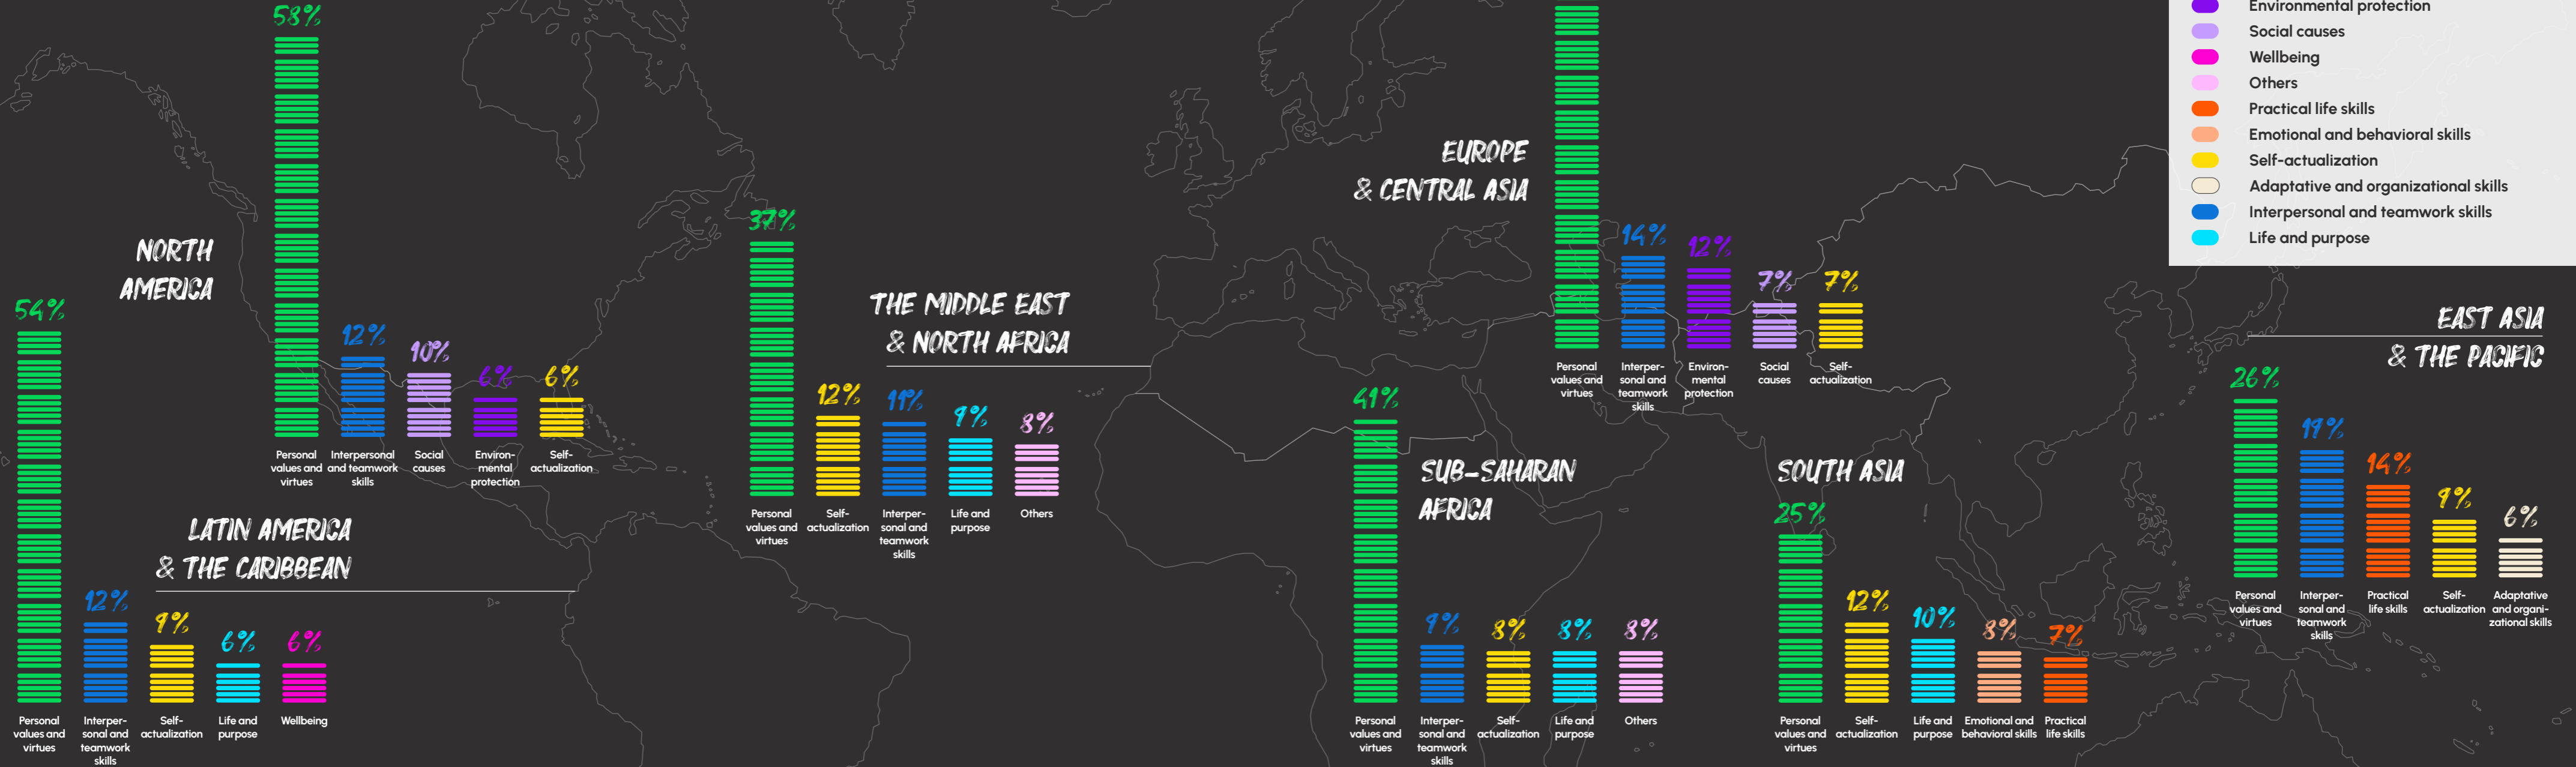 58%
NORTH
AMERICA
12%
10%
6%
6%
Personal
values and
virtues
Interpersonal
and teamwork
skills
Social
causes
Environ-
mental
protection
Self-
actualization
54%
LATIN AMERICA
& THE CARIBBEAN
12%
9%
6%
6%
Personal
values and
virtues
Interper-
sonal and
teamwork
skills
Self-
actualization
Life and
purpose
Wellbeing
37%
THE MIDDLE EAST
& NORTH AFRICA
12%
11%
9%
8%
Personal
values and
virtues
Self-
actualization
Interper-
sonal and
teamwork
skills
Life and
purpose
Others
EUROPE
& CENTRAL ASIA
14%
12%
7%
7%
Personal
values and
virtues
Interper-
sonal and
teamwork
skills
Environ-
mental
protection
Social
causes
Self-
actualization
41%
SUB-SAHARAN
AFRICA
9%
8%
8%
8%
Personal
values and
virtues
Interper-
sonal and
teamwork
skills
Self-
actualization
Life and
purpose
Others
SOUTH ASIA
25%
12%
10%
8%
7%
Personal
values and
virtues
Self-
actualization
Life and
purpose
Emotional and
behavioral skills
Practical
life skills
Environmental protection
Social causes
Wellbeing
Others
Practical life skills
Emotional and behavioral skills
Self-actualization
Adaptative and organizational skills
Interpersonal and teamwork skills
Life and purpose
EAST ASIA
& THE PACIFIC
26%
19%
14%
9%
6%
Personal
values and
virtues
Interper-
sonal and
teamwork
skills
Practical
life skills
Self-
actualization
Adaptative
and organi-
zational skills